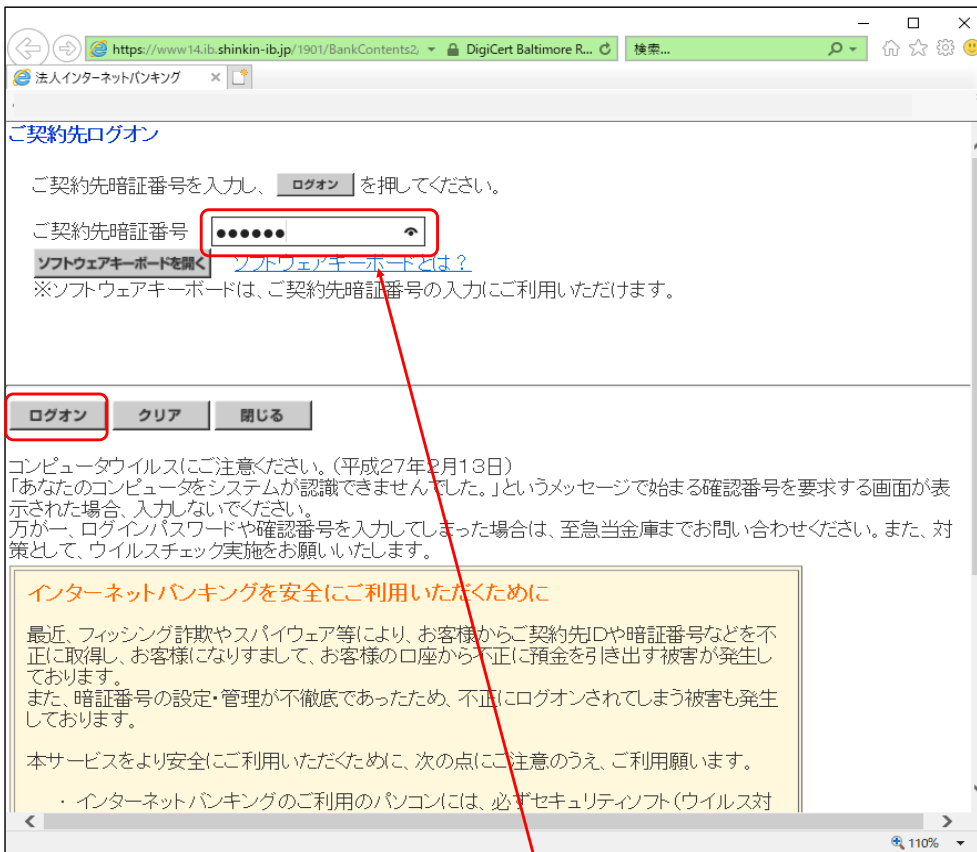 https://www14.ib.shinkin-ib.jp/1901/BankContents2, DigiCert Baltimore R... 検索...
法人インターネットバンキング
ご契約先ログオン
ご契約先暗証番号を入力し、 ログオン を押してください。
ご契約先暗証番号 ●●●●●●
ソフトウェアキーボードを開く ソフトウェアキーボードとは?
※ソフトウェアキーボードは、ご契約先暗証番号の入力にご利用いただけます。
ログオン クリア 閉じる
コンピュータウイルスにご注意ください。(平成27年2月13日)
「あなたのコンピュータをシステムが認識できませんでした。」というメッセージで始まる確認番号を要求する画面が表
示された場合、入力しないでください。
万が一、ログインパスワードや確認番号を入力してしまった場合は、至急当金庫までお問い合わせください。また、対
策として、ウイルスチェック実施をお願いいたします。
インターネットバンキングを安全にご利用いただくために
最近、フィッシング詐欺やスパイウェア等により、お客様からご契約先IDや暗証番号などを不
正に取得し、お客様になりすまして、お客様の口座から不正に預金を引き出す被害が発生し
ております。
また、暗証番号の設定・管理が不徹底であったため、不正にログオンされてしまう被害も発生
しております。
本サービスをより安全にご利用いただくために、次の点にご注意のうえ、ご利用願います。
・ インターネットバンキングのご利用のパソコンには、必ずセキュリティソフト(ウイルス対
110%